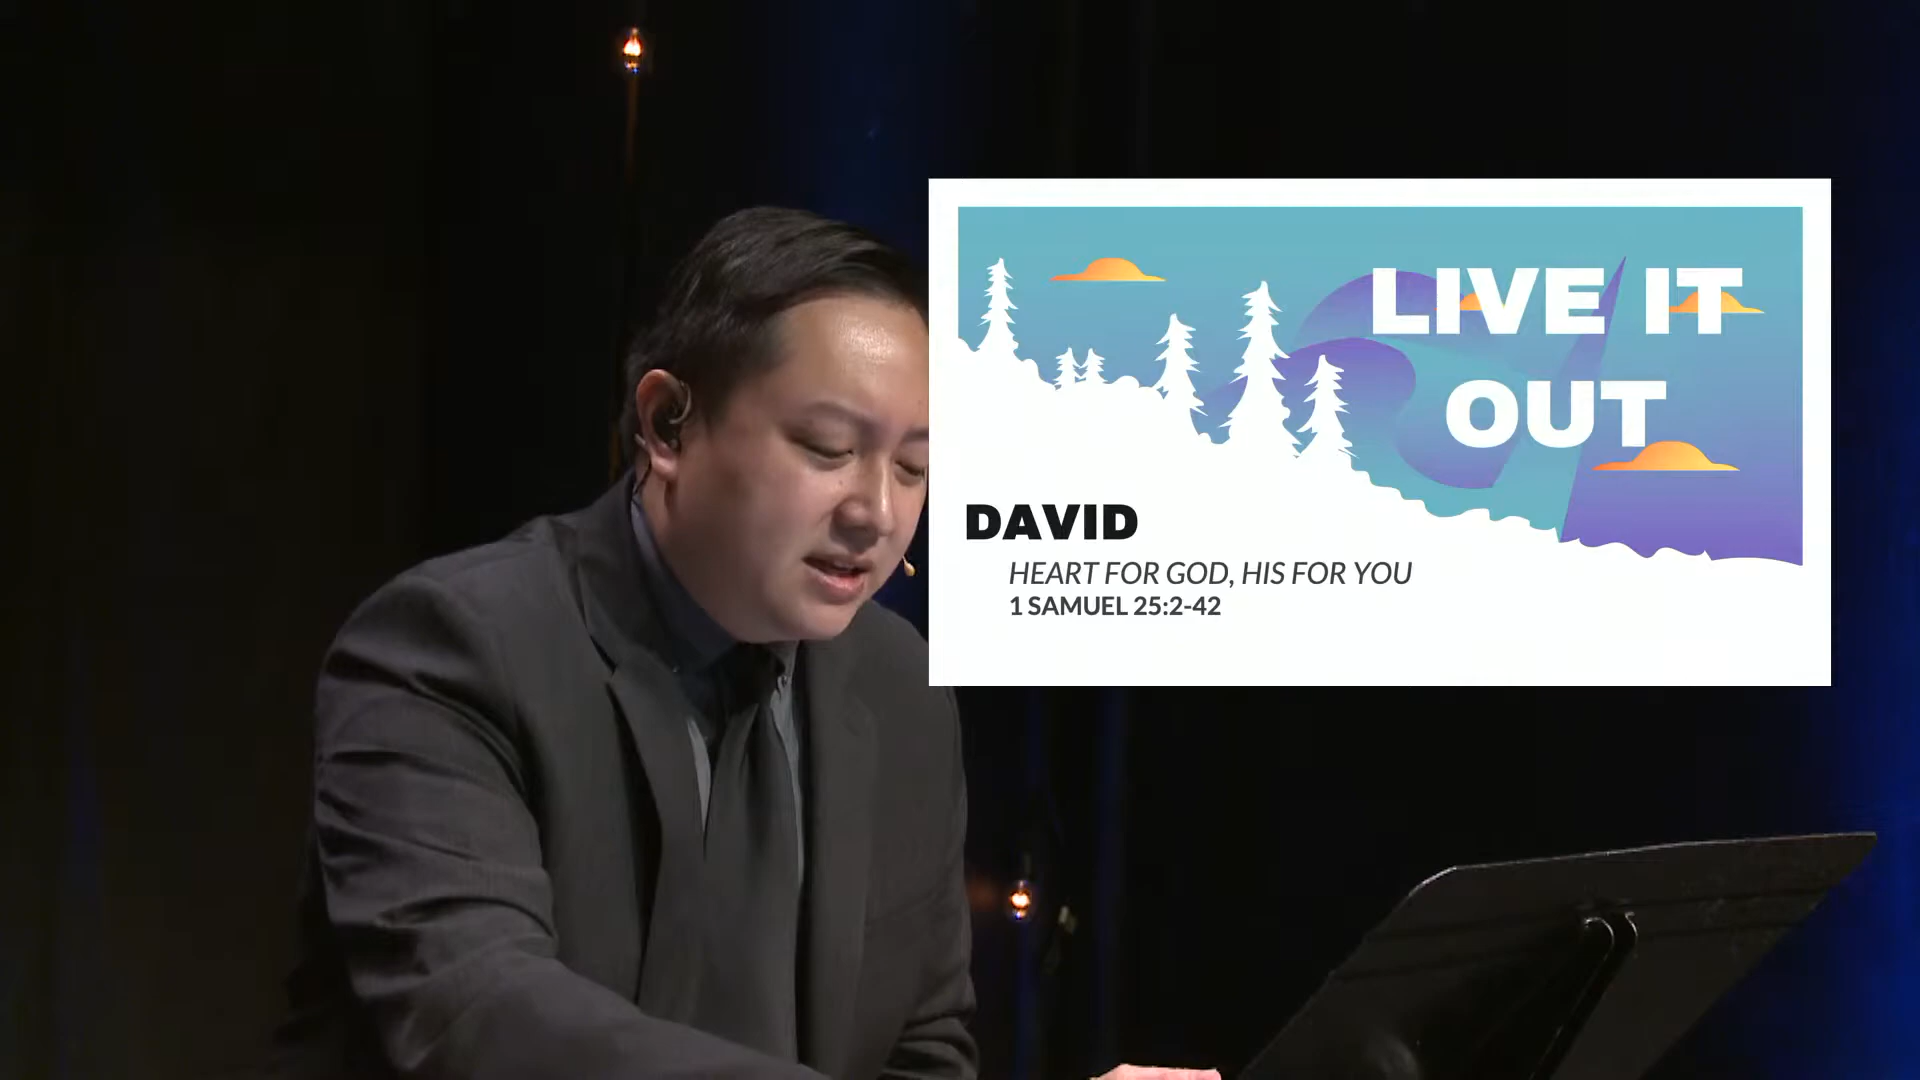 LIVE IT
OUT
DAVID
HEART FOR GOD, HIS FOR YOU
1 SAMUEL 25:2-42